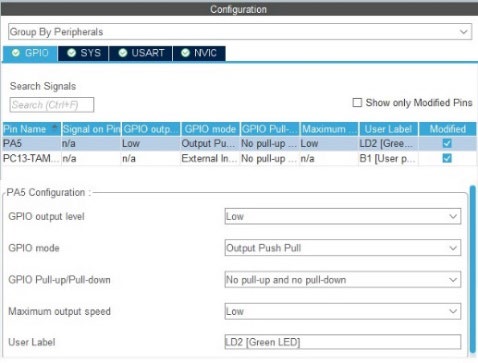 Configuration
Group By Peripherals
GPIO SYS USART NVIC
Search Signals
Search (Ctrl+F)
Show only Modified Pins
Pin Name Signal on Pin GPIO outp... GPIO mode GPIO Pull-... Maximum ... User Label Modified
PA5 n/a Low Output Pu... No pull-up ... Low LD2 [Gree...
PC13-TAM... n/a n/a External In... No pull-up ... n/a B1 [User p...
PA5 Configuration :
GPIO output level Low
GPIO mode Output Push Pull
GPIO Pull-up/Pull-down No pull-up and no pull-down
Maximum output speed Low
User Label LD2 [Green LED]